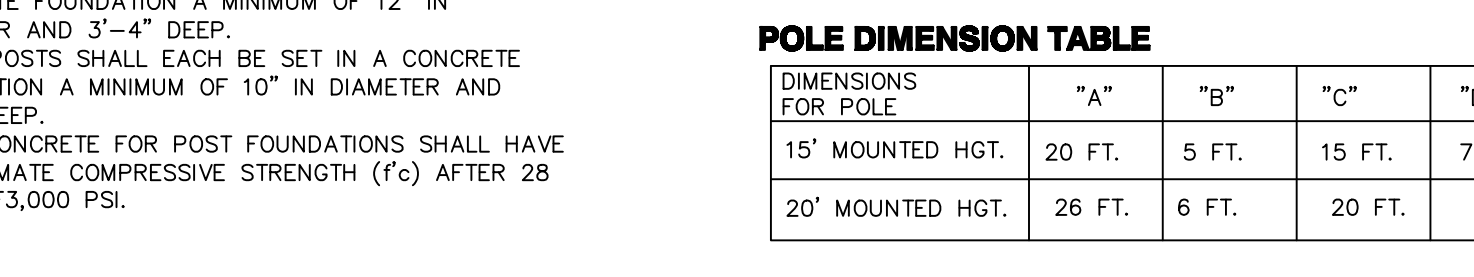 FOUNDATION A MINIMUM OF 12" IN
R AND 3'-4" DEEP.
POSTS SHALL EACH BE SET IN A CONCRETE
TION A MINIMUM OF 10" IN DIAMETER AND
EEP.
ONCRETE FOR POST FOUNDATIONS SHALL HAVE
MATE COMPRESSIVE STRENGTH (f'c) AFTER 28
F3,000 PSI.
POLE DIMENSION TABLE
DIMENSIONS
FOR POLE
"A" "B" "C"
15' MOUNTED HGT. 20 FT. 5 FT. 15 FT. 7
20' MOUNTED HGT. 26 FT. 6 FT. 20 FT.